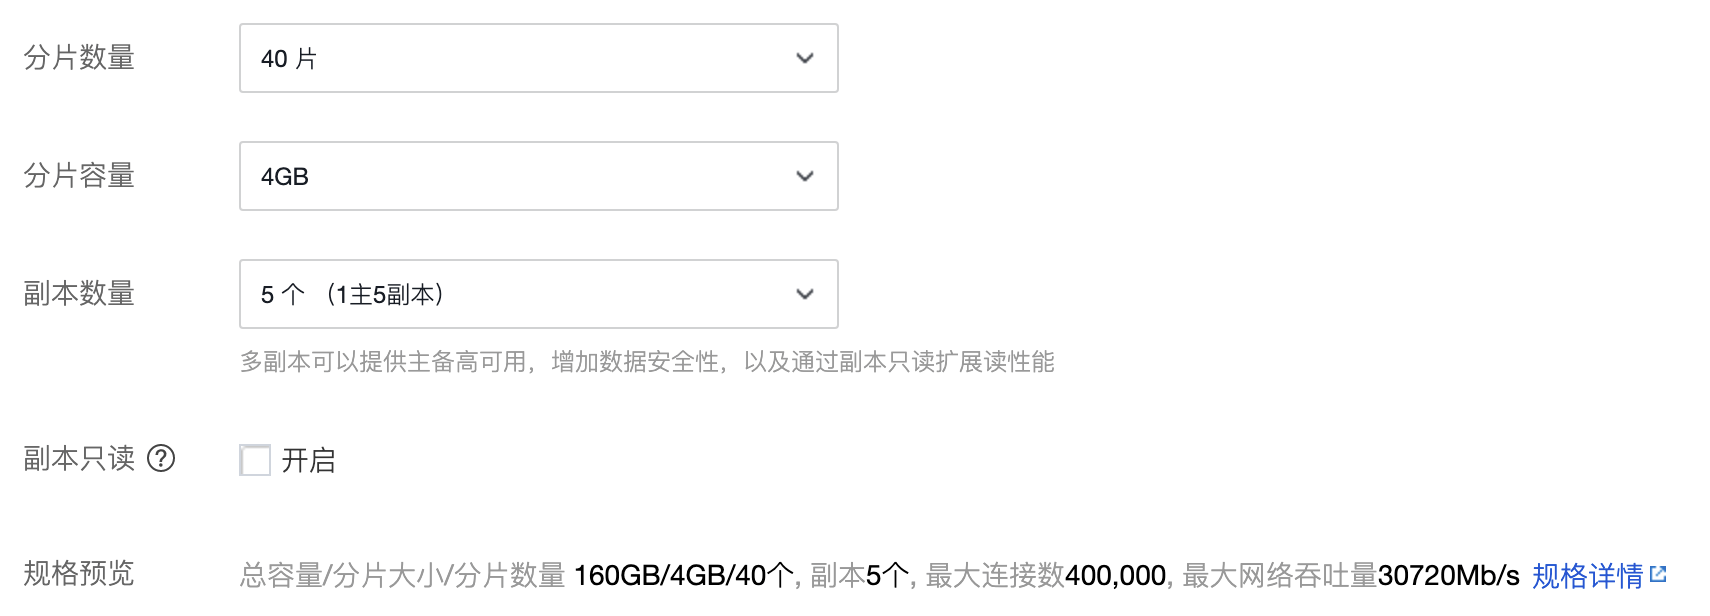 分片数量 40 片
分片容量 4GB
副本数量 5 个 （1主5副本）
多副本可以提供主备高可用，增加数据安全性，以及通过副本只读扩展读性能
副本只读 ? 开启
规格预览 总容量/分片大小/分片数量 160GB/4GB/40个, 副本5个, 最大连接数400,000, 最大网络吞吐量30720Mb/s 规格详情